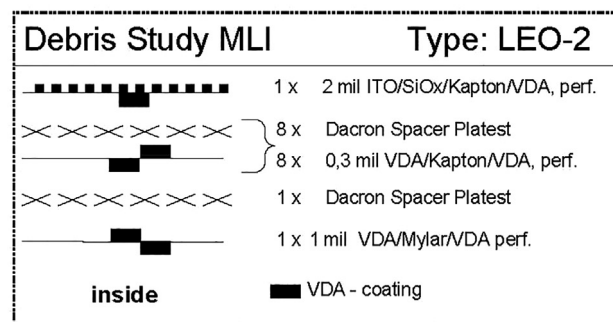 Debris Study MLI Type: LEO-2
1 x 2 mil ITO/SiOx/Kapton/VDA, perf.
8 x Dacron Spacer Platest
8 x 0,3 mil VDA/Kapton/VDA, perf.
1 x Dacron Spacer Platest
1 x 1 mil VDA/Mylar/VDA perf.
inside VDA - coating